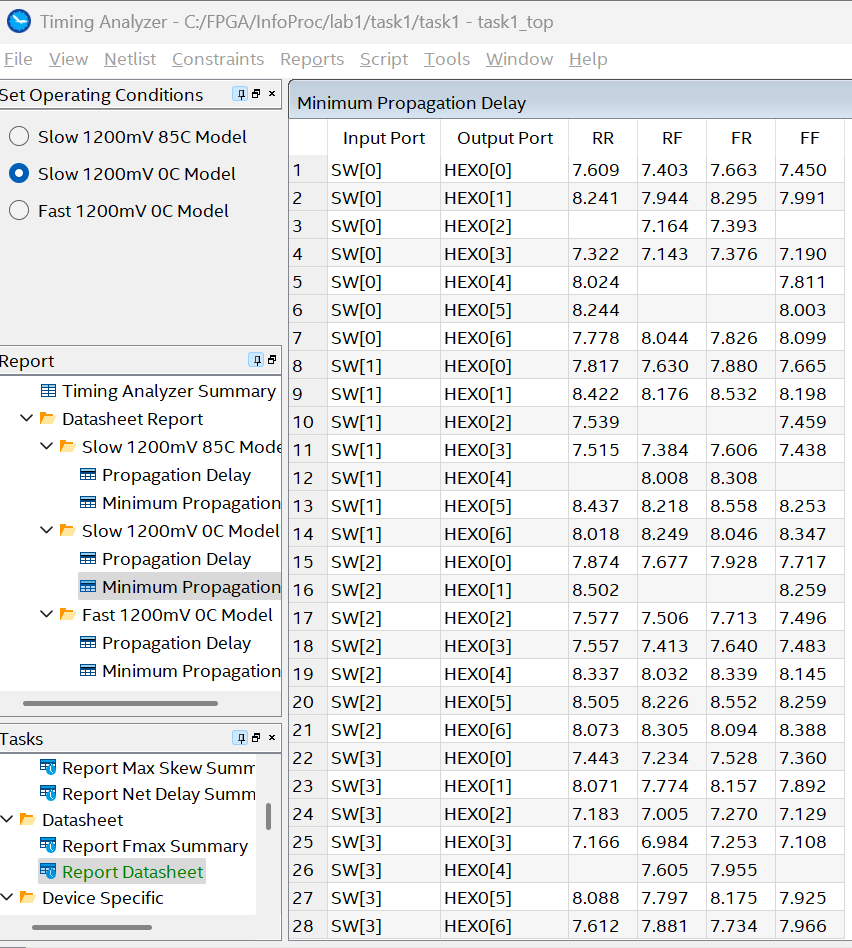 Timing Analyzer - C:/FPGA/InfoProc/lab1/task1/task1 - task1_top
File View Netlist Constraints Reports Script Tools Window Help
Set Operating Conditions
Slow 1200mV 85C Model
Slow 1200mV 0C Model
Fast 1200mV 0C Model
Report
Timing Analyzer Summary
Datasheet Report
Slow 1200mV 85C Mode
Propagation Delay
Minimum Propagation
Slow 1200mV 0C Model
Propagation Delay
Minimum Propagation
Fast 1200mV 0C Model
Propagation Delay
Minimum Propagation
Tasks
Report Max Skew Summ
Report Net Delay Summ
Datasheet
Report Fmax Summary
Report Datasheet
Device Specific
Minimum Propagation Delay
Input Port Output Port RR RF FR FF
1 SW[0] HEX0[0] 7.609 7.403 7.663 7.450
2 SW[0] HEX0[1] 8.241 7.944 8.295 7.991
3 SW[0] HEX0[2] 7.164 7.393
4 SW[0] HEX0[3] 7.322 7.143 7.376 7.190
5 SW[0] HEX0[4] 8.024 7.811
6 SW[0] HEX0[5] 8.244 8.003
7 SW[0] HEX0[6] 7.778 8.044 7.826 8.099
8 SW[1] HEX0[0] 7.817 7.630 7.880 7.665
9 SW[1] HEX0[1] 8.422 8.176 8.532 8.198
10 SW[1] HEX0[2] 7.539 7.459
11 SW[1] HEX0[3] 7.515 7.384 7.606 7.438
12 SW[1] HEX0[4] 8.008 8.308
13 SW[1] HEX0[5] 8.437 8.218 8.558 8.253
14 SW[1] HEX0[6] 8.018 8.249 8.046 8.347
15 SW[2] HEX0[0] 7.874 7.677 7.928 7.717
16 SW[2] HEX0[1] 8.502 8.259
17 SW[2] HEX0[2] 7.577 7.506 7.713 7.496
18 SW[2] HEX0[3] 7.557 7.413 7.640 7.483
19 SW[2] HEX0[4] 8.337 8.032 8.339 8.145
20 SW[2] HEX0[5] 8.505 8.226 8.552 8.259
21 SW[2] HEX0[6] 8.073 8.305 8.094 8.388
22 SW[3] HEX0[0] 7.443 7.234 7.528 7.360
23 SW[3] HEX0[1] 8.071 7.774 8.157 7.892
24 SW[3] HEX0[2] 7.183 7.005 7.270 7.129
25 SW[3] HEX0[3] 7.166 6.984 7.253 7.108
26 SW[3] HEX0[4] 7.605 7.955
27 SW[3] HEX0[5] 8.088 7.797 8.175 7.925
28 SW[3] HEX0[6] 7.612 7.881 7.734 7.966